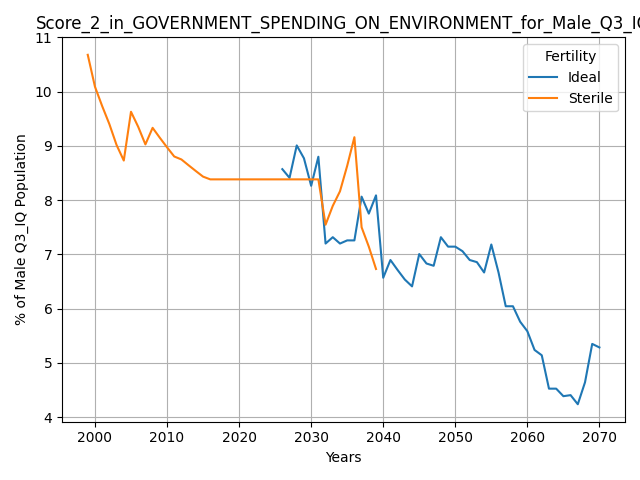 Score_2_in_GOVERNMENT_SPENDING_ON_ENVIRONMENT_for_Male_Q3_IQ
Fertility
Ideal
Sterile
% of Male Q3_IQ Population
11
10
9
8
7
6
5
4
2000 2010 2020 2030 2040 2050 2060 2070
Years